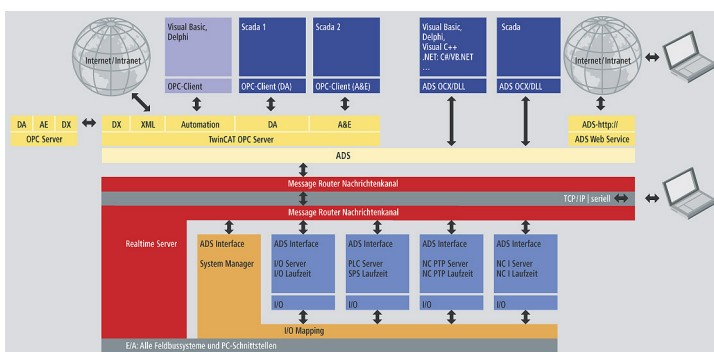 Internet/Intranet
Visual Basic,
Delphi
OPC-Client
Scada 1
OPC-Client (DA)
Scada 2
OPC-Client (A&E)
Visual Basic,
Delphi,
Visual C++
.NET: C#/VB.NET
...
ADS OCX/DLL
Scada
ADS OCX/DLL
Internet/Intranet
DA AE DX
OPC Server
DX XML Automation DA A&E
TwinCAT OPC Server
ADS-http://
ADS Web Service
ADS
Message Router Nachrichtenkanal
TCP/IP | seriell
Message Router Nachrichtenkanal
Realtime Server
ADS Interface
System Manager
ADS Interface
I/O Server
I/O Laufzeit
I/O
ADS Interface
PLC Server
SPS Laufzeit
I/O
ADS Interface
NC PTP Server
NC PTP Laufzeit
I/O
ADS Interface
NC I Server
NC I Laufzeit
I/O
I/O Mapping
E/A: Alle Feldbussysteme und PC-Schnittstellen